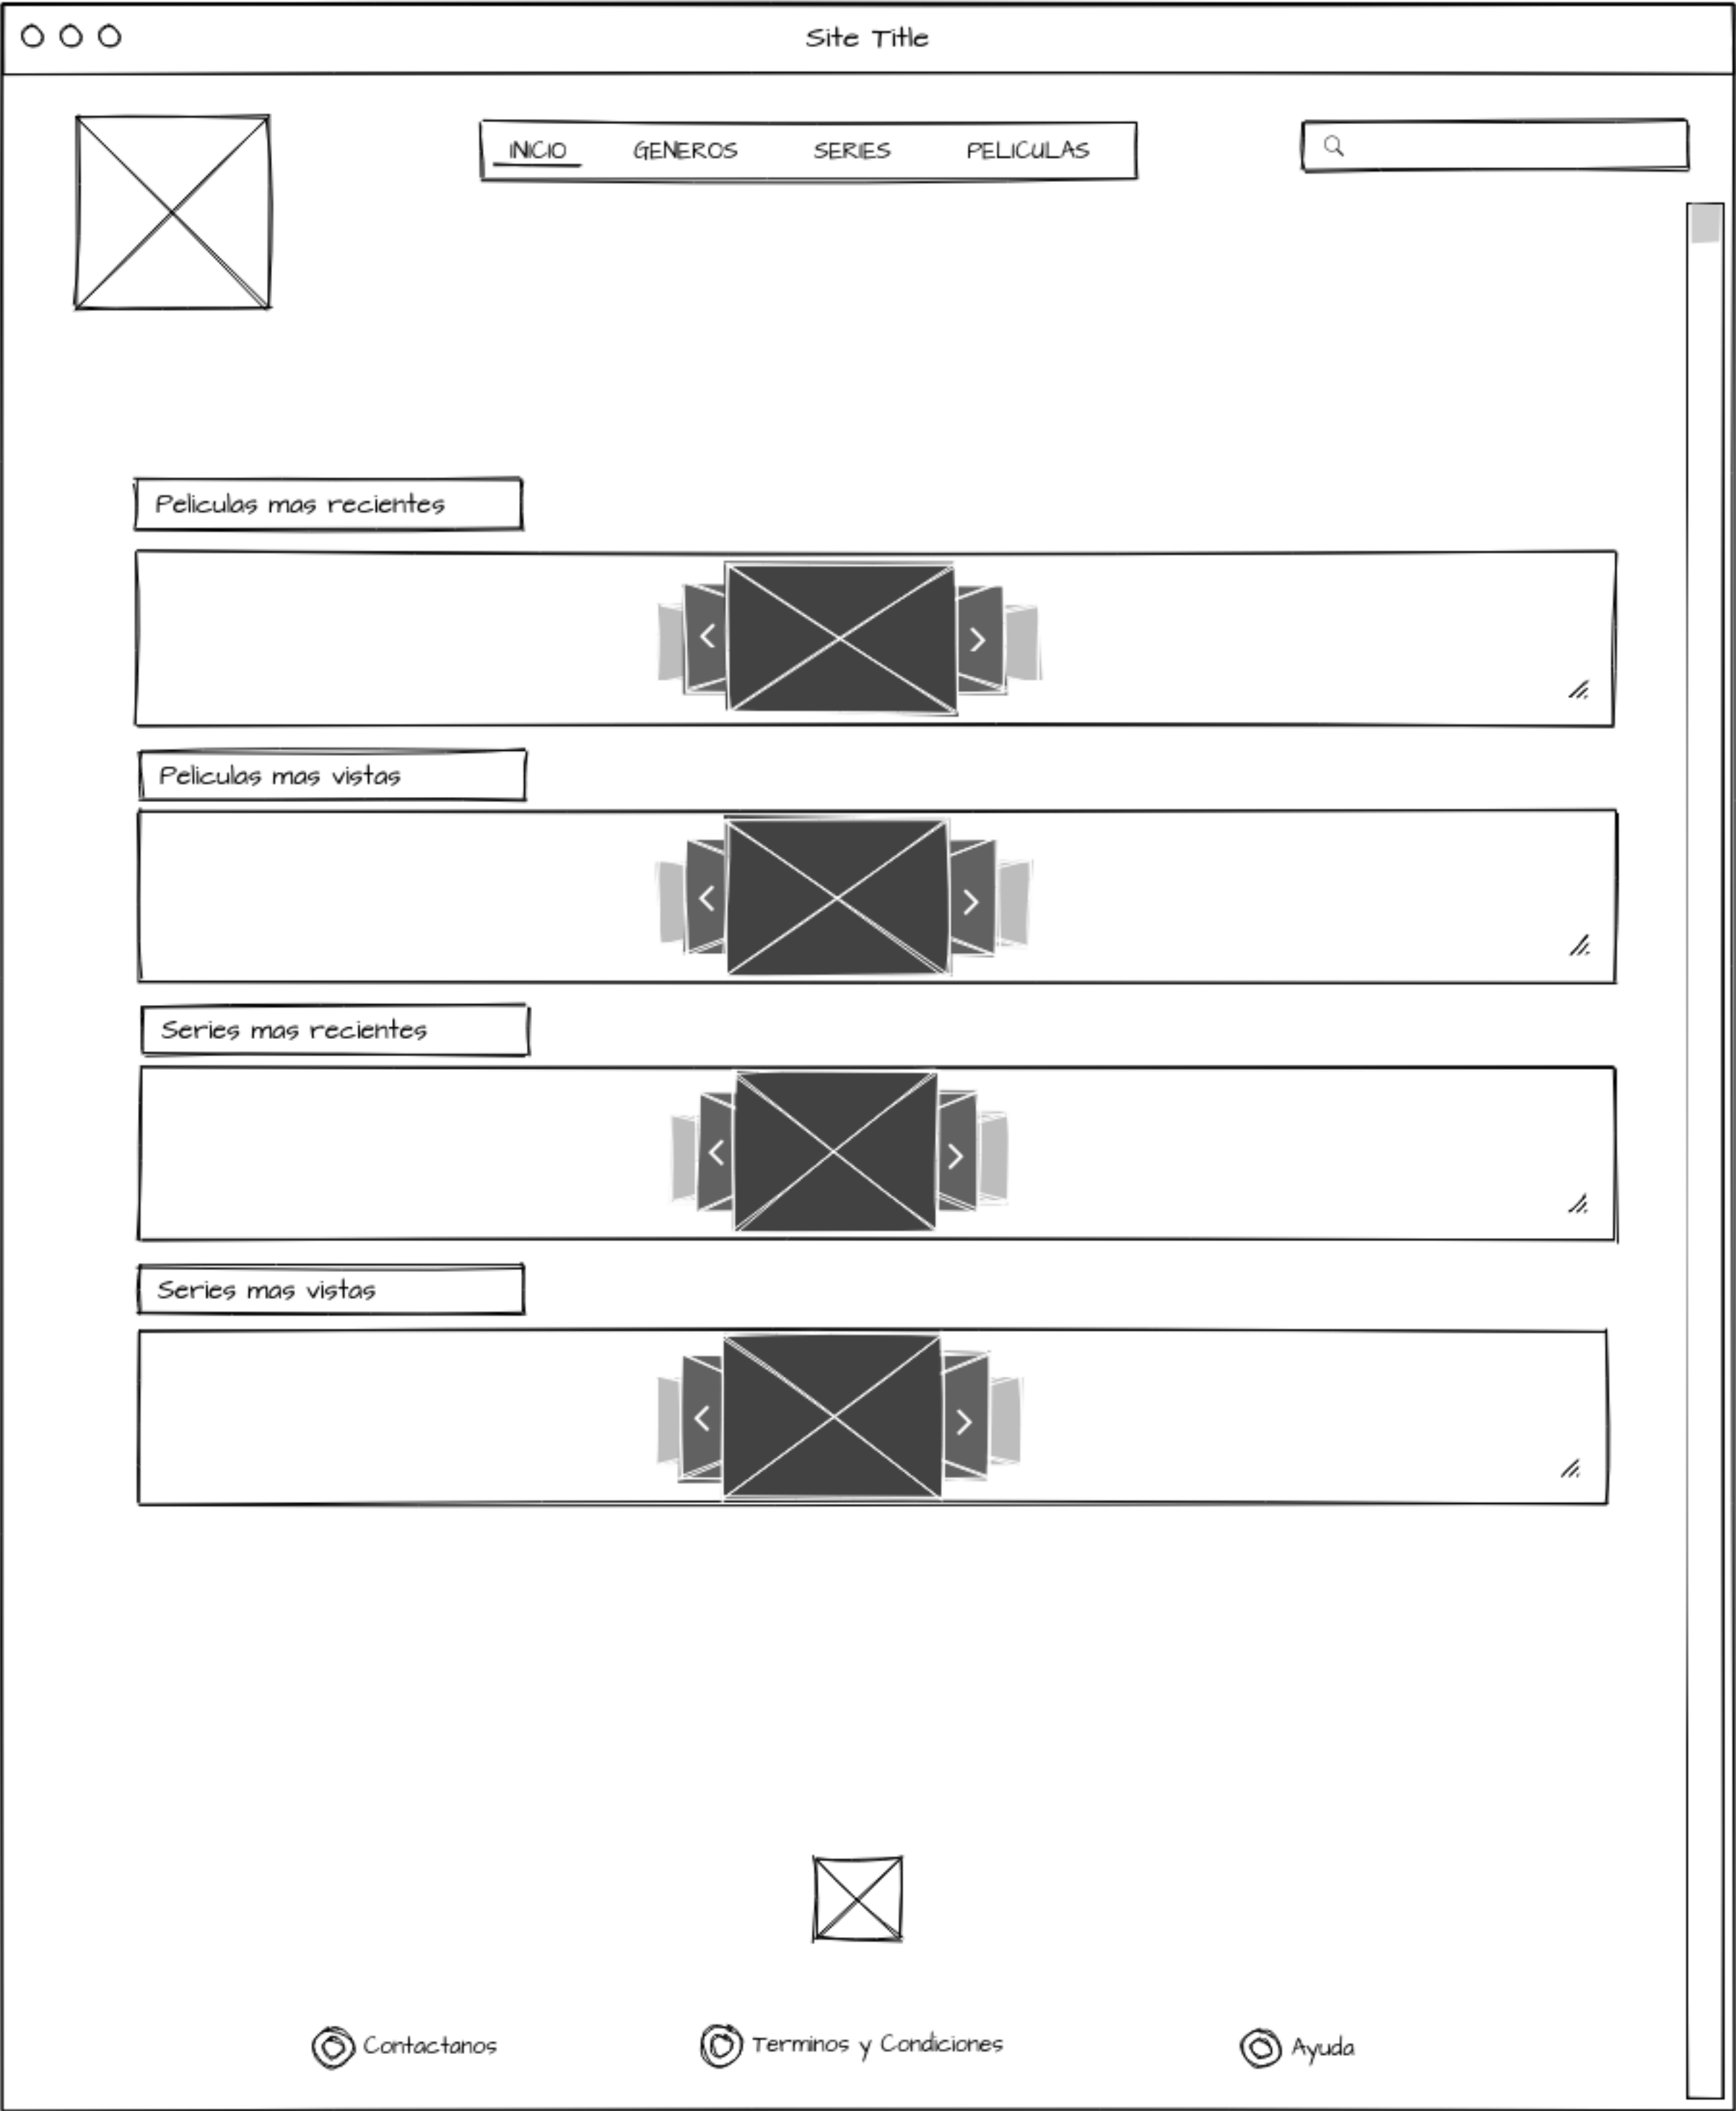 Site Title
INICIO GENEROS SERIES PELICULAS
Peliculas mas recientes
Peliculas mas vistas
Series mas recientes
Series mas vistas
Contactanos Terminos y Condiciones Ayuda